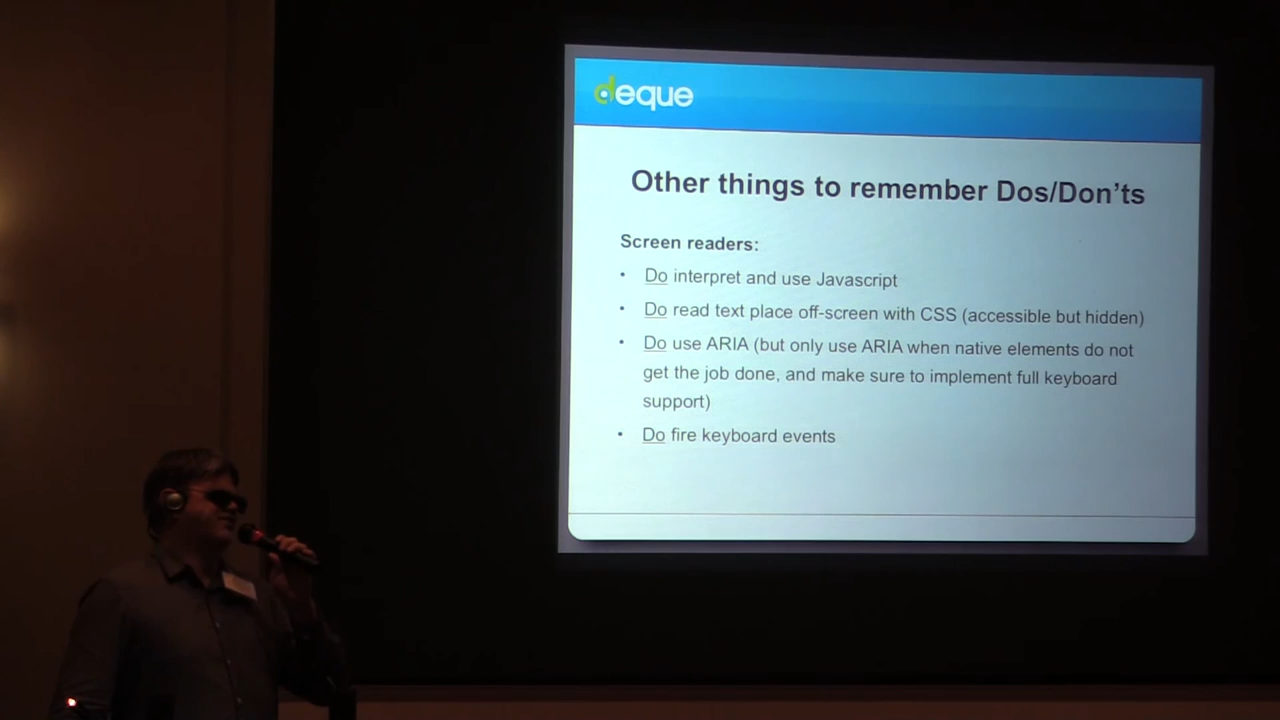 deque
Other things to remember Dos/Don'ts
Screen readers:
• Do interpret and use Javascript
• Do read text place off-screen with CSS (accessible but hidden)
• Do use ARIA (but only use ARIA when native elements do not
get the job done, and make sure to implement full keyboard
support)
• Do fire keyboard events